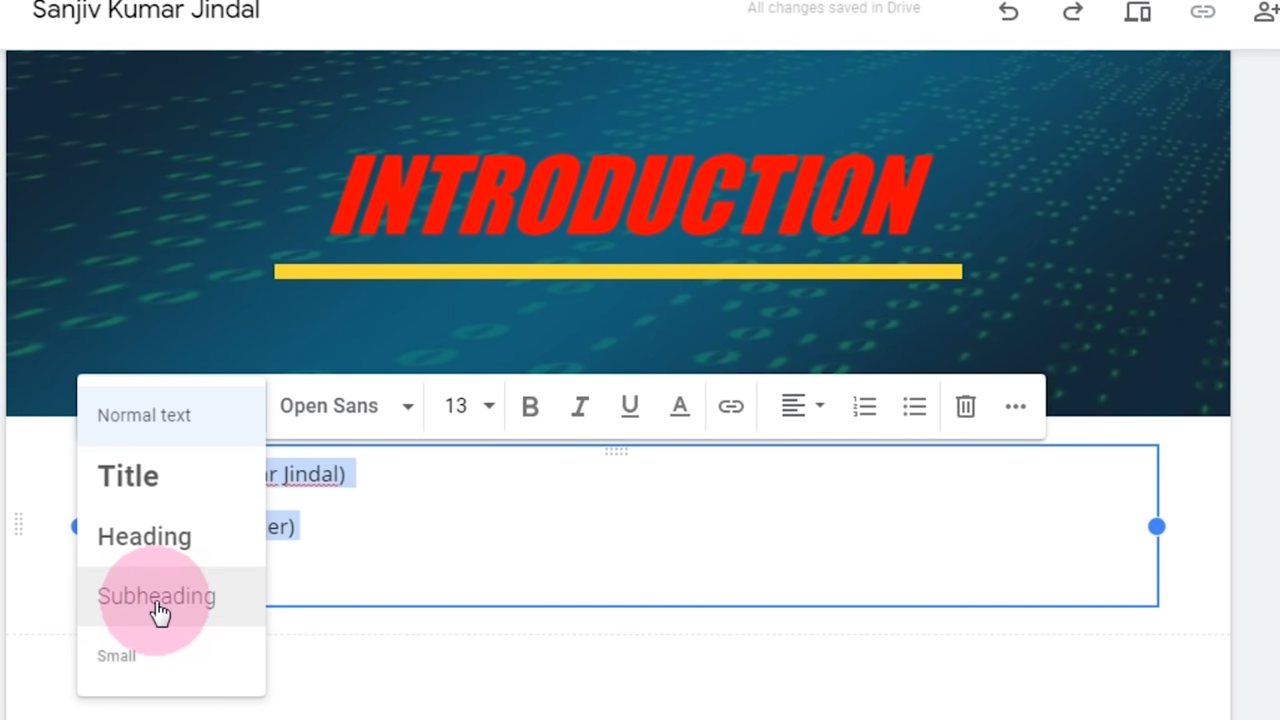 Sanjiv Kumar Jindal
All changes saved in Drive
INTRODUCTION
Normal text
Open Sans 13 B I U A
Title
Jindal)
Heading
Subheading
Small